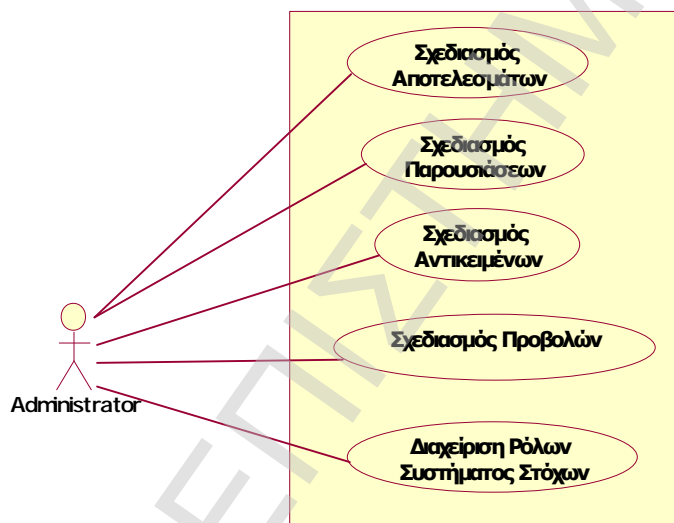 Σχεδιασμός
Αποτελεσμάτων
Σχεδιασμός
Παρουσιάσεων
Σχεδιασμός
Αντικειμένων
Σχεδιασμός Προβολών
Διαχείριση Ρόλων
Συστήματος Στόχων
Administrator